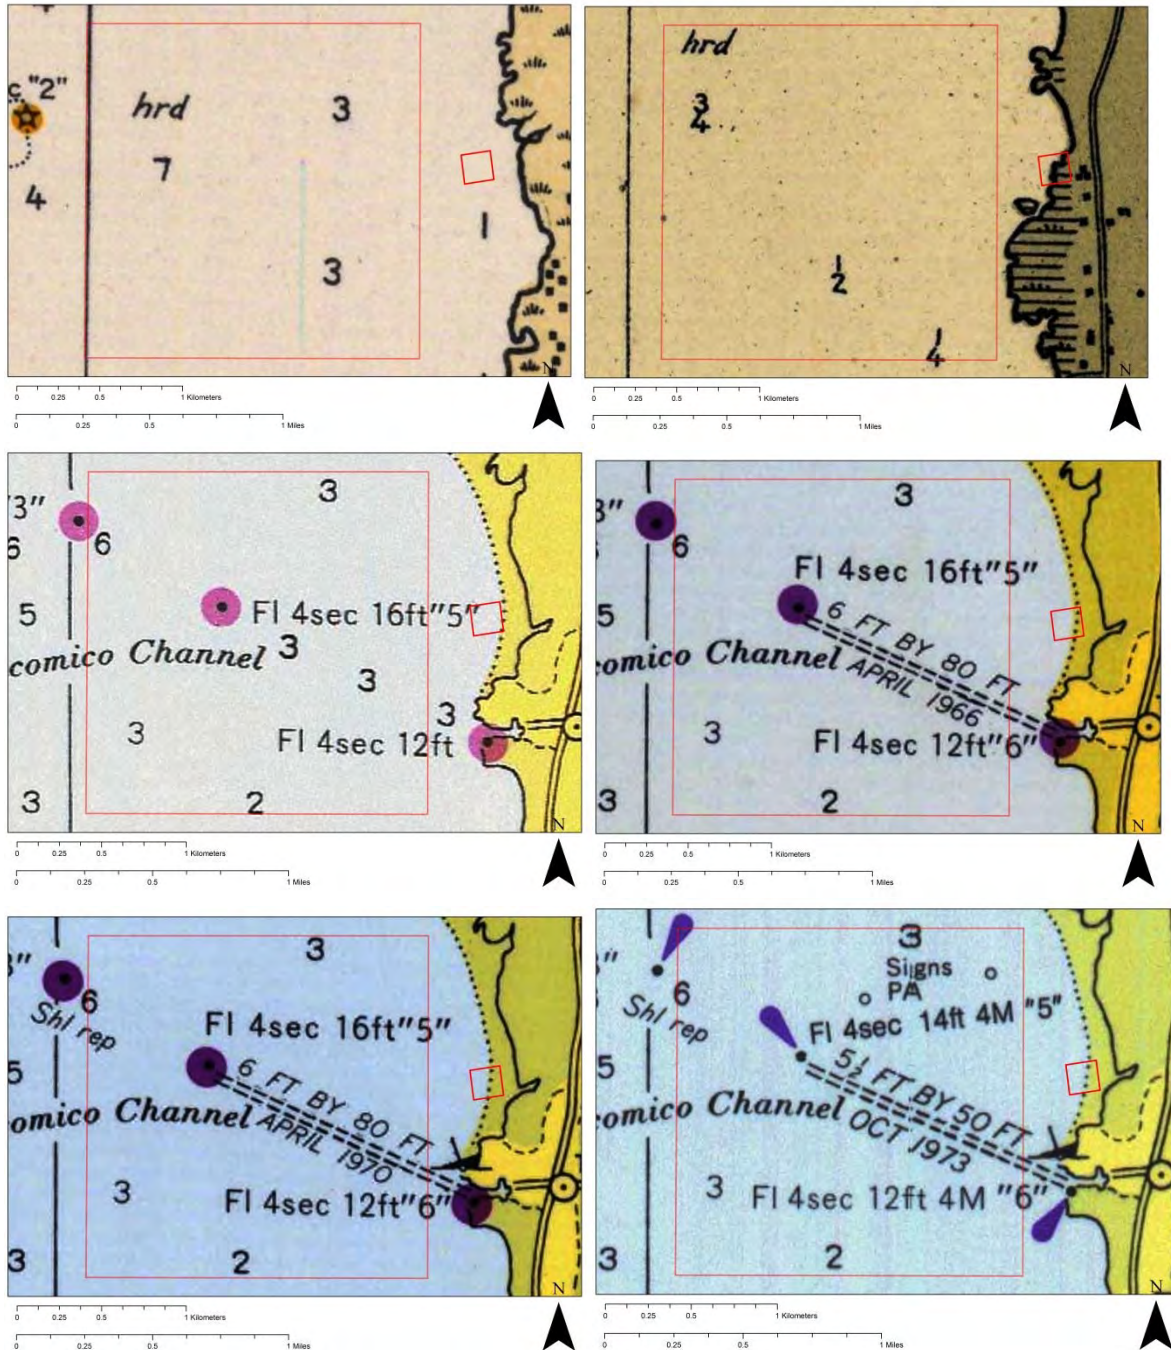 c "2"
hrd
3
7
4
1
3
N
0 0.25 0.5 1 Kilometers
0 0.25 0.5 1 Miles
hrd
3
4
1
2
1
4
N
0 0.25 0.5 1 Kilometers
0 0.25 0.5 1 Miles
3
3"
6
6
Fl 4sec 16ft"5"
5
comico Channel 3
3
3
3
Fl 4sec 12ft
3
2
N
0 0.25 0.5 1 Kilometers
0 0.25 0.5 1 Miles
3
3"
6
6
Fl 4sec 16ft"5"
5
6 FT BY 80 FT
comico Channel APRIL 1966
3
Fl 4sec 12ft"6"
3
2
N
0 0.25 0.5 1 Kilometers
0 0.25 0.5 1 Miles
3
6
Shl rep
Fl 4sec 16ft"5"
5
6 FT BY 80 FT
omico Channel APRIL 1970
3
Fl 4sec 12ft"6"
3
2
N
0 0.25 0.5 1 Kilometers
0 0.25 0.5 1 Miles
3
Signs
PA
6
Shl rep
Fl 4sec 14ft 4M "5"
5
5½ FT BY 50 FT
comico Channel OCT 1973
3
Fl 4sec 12ft 4M "6"
3
2
N
0 0.25 0.5 1 Kilometers
0 0.25 0.5 1 Miles